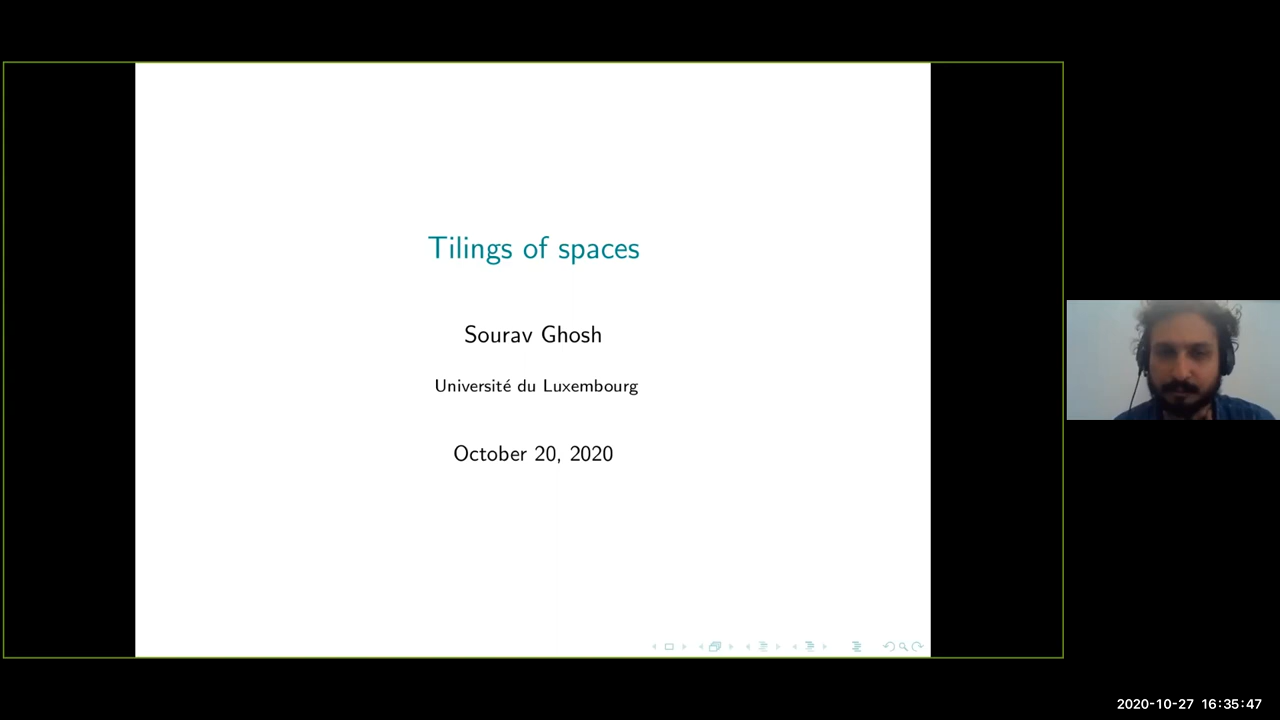 Tilings of spaces
Sourav Ghosh
Université du Luxembourg
October 20, 2020
2020-10-27 16:35:47